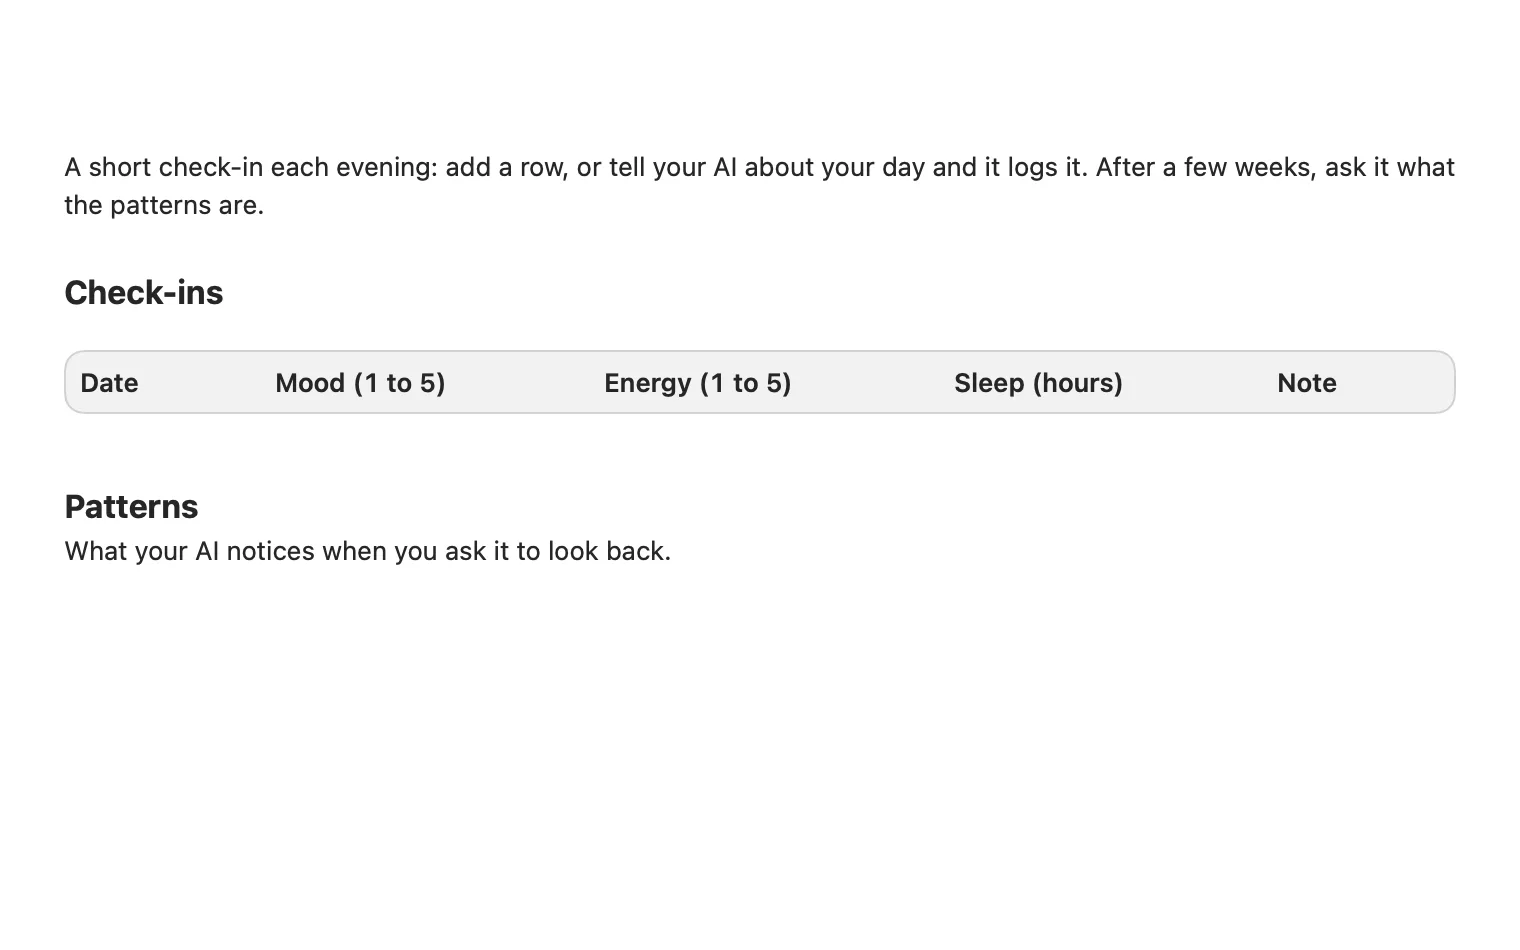 A short check-in each evening: add a row, or tell your AI about your day and it logs it. After a few weeks, ask it what
the patterns are.
Check-ins
Date Mood (1 to 5) Energy (1 to 5) Sleep (hours) Note
Patterns
What your AI notices when you ask it to look back.